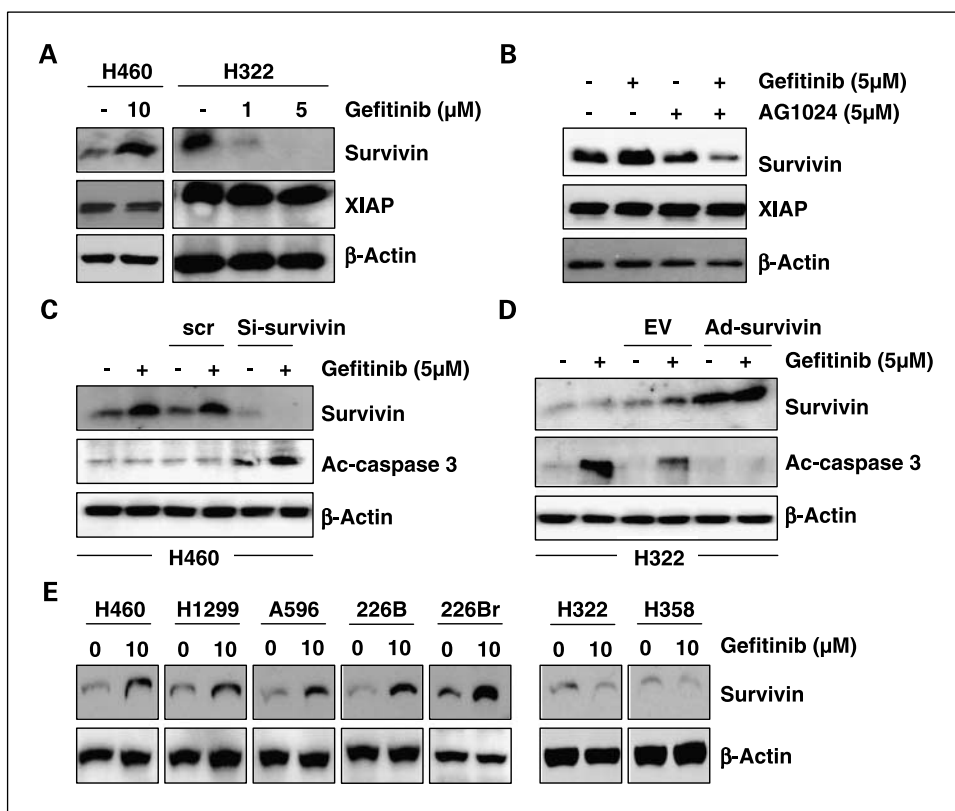 A
H460 H322
- 10 - 1 5 Gefitinib (µM)
Survivin
XIAP
β-Actin
B
- + - + Gefitinib (5µM)
- - + + AG1024 (5µM)
Survivin
XIAP
β-Actin
C
scr Si-survivin
- + - + - + Gefitinib (5µM)
Survivin
Ac-caspase 3
β-Actin
H460
D
EV Ad-survivin
- + - + - + Gefitinib (5µM)
Survivin
Ac-caspase 3
β-Actin
H322
E
H460 H1299 A596 226B 226Br H322 H358
0 10 0 10 0 10 0 10 0 10 0 10 0 10 Gefitinib (µM)
Survivin
β-Actin